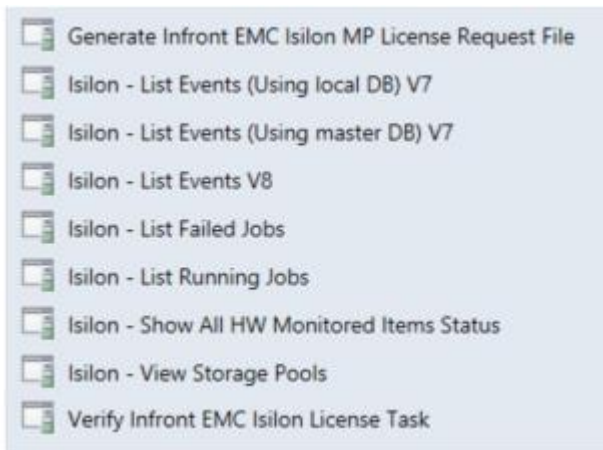 Generate Infront EMC Isilon MP License Request File
Isilon - List Events (Using local DB) V7
Isilon - List Events (Using master DB) V7
Isilon - List Events V8
Isilon - List Failed Jobs
Isilon - List Running Jobs
Isilon - Show All HW Monitored Items Status
Isilon - View Storage Pools
Verify Infront EMC Isilon License Task